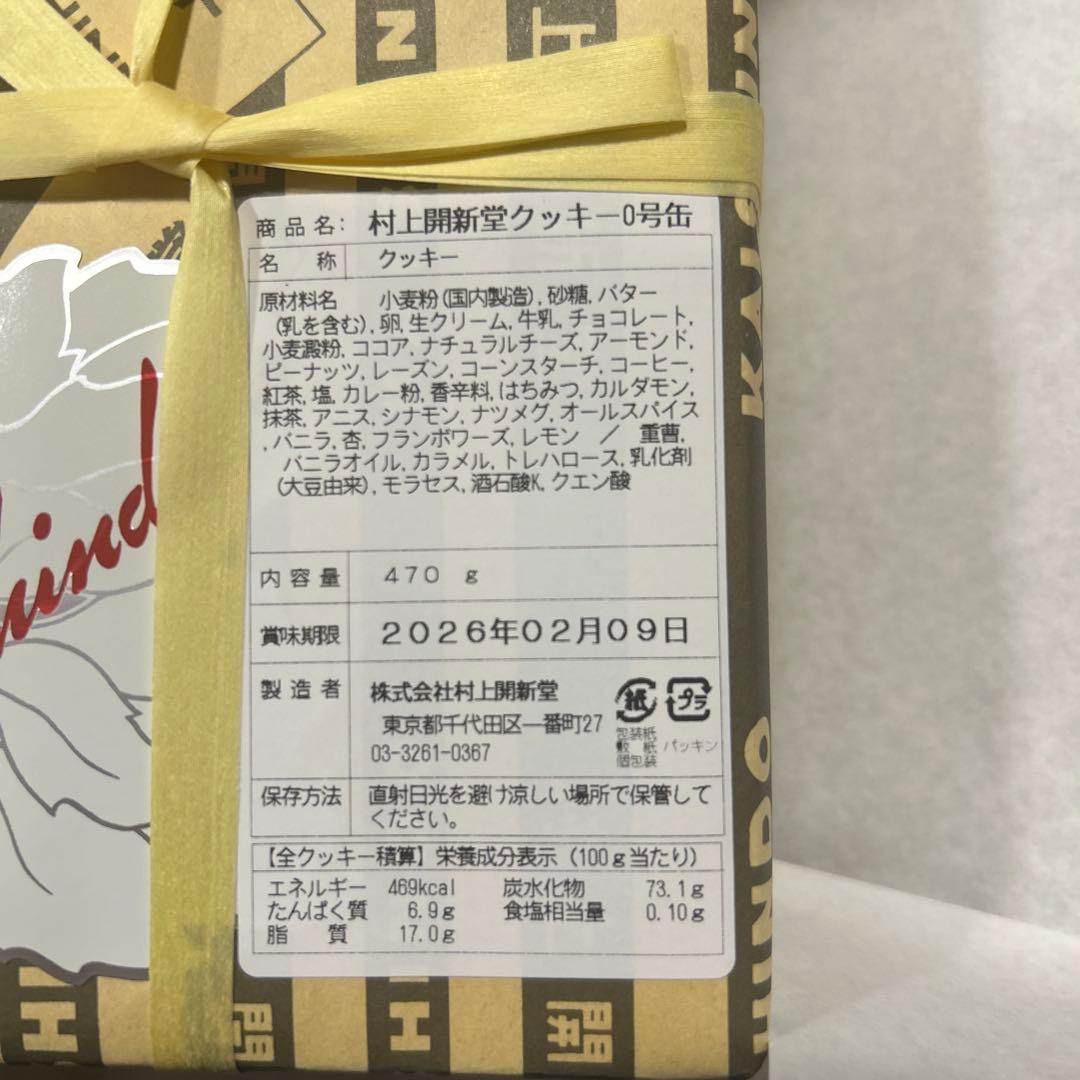 商品名: 村上開新堂クッキー0号缶
名称 クッキー
原材料名 小麦粉(国内製造),砂糖,バター
(乳を含む),卵,生クリーム,牛乳,チョコレート,
小麦澱粉,ココア,ナチュラルチーズ,アーモンド,
ピーナッツ,レーズン,コーンスターチ,コーヒー,
紅茶,塩,カレー粉,香辛料,はちみつ,カルダモン,
抹茶,アニス,シナモン,ナツメグ,オールスパイス
,バニラ,杏,フランボワーズ,レモン / 重曹,
バニラオイル,カラメル,トレハロース,乳化剤
(大豆由来),モラセス,酒石酸K,クエン酸
内容量 470 g
賞味期限 2026年02月09日
製造者 株式会社村上開新堂
東京都千代田区一番町27
03-3261-0367
紙 プラ
包装紙
敷紙 パッキン
個包装
保存方法 直射日光を避け涼しい場所で保管して
ください。
【全クッキー積算】栄養成分表示(100g当たり)
エネルギー 469kcal 炭水化物 73.1g
たんぱく質 6.9g 食塩相当量 0.10g
脂質 17.0g
開
開